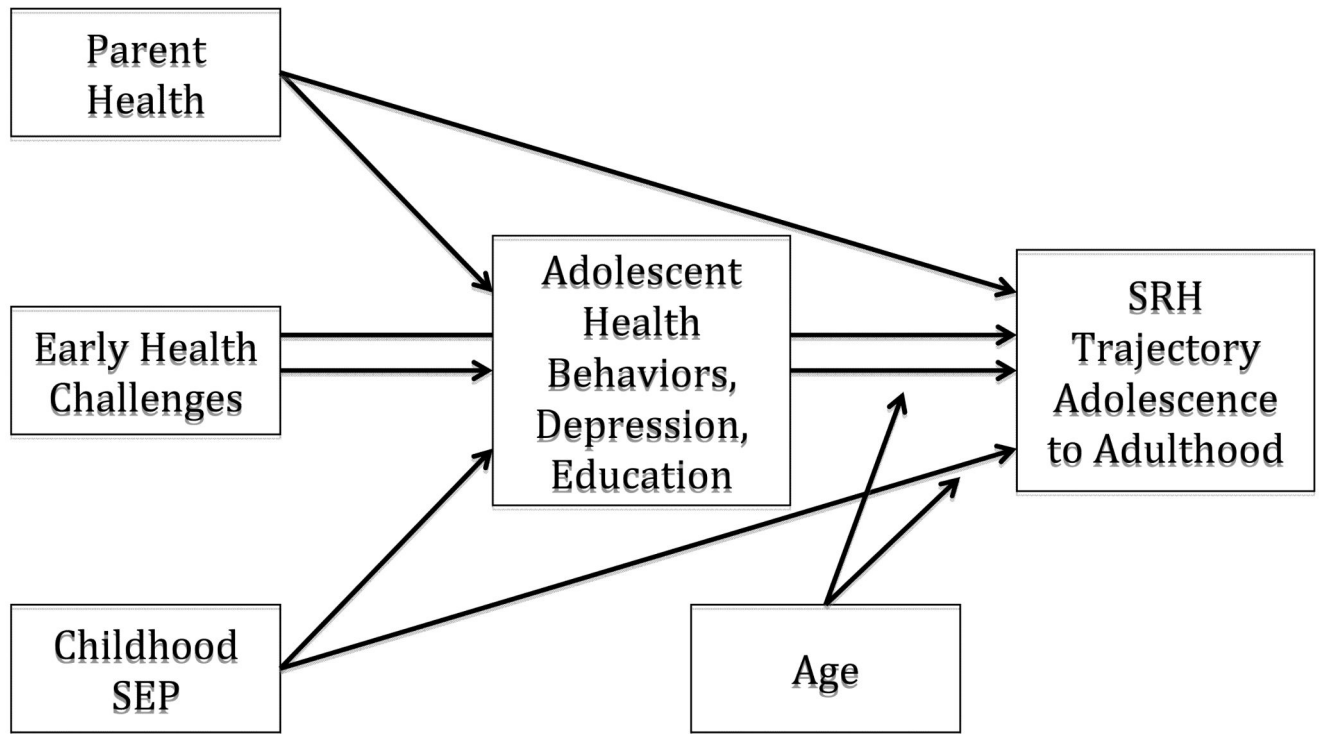 Parent
Health
Early Health
Challenges
Childhood
SEP
Adolescent
Health
Behaviors,
Depression,
Education
Age
SRH
Trajectory
Adolescence
to Adulthood